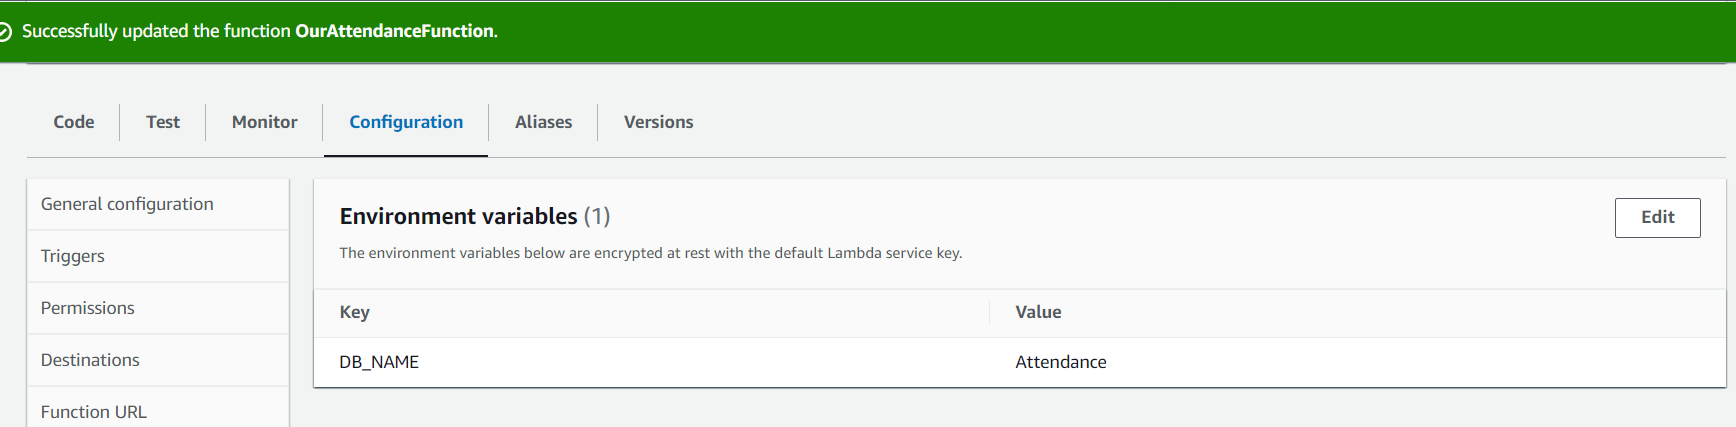 Successfully updated the function OurAttendanceFunction.
Code Test Monitor Configuration Aliases Versions
General configuration
Triggers
Permissions
Destinations
Function URL
Environment variables (1)
Edit
The environment variables below are encrypted at rest with the default Lambda service key.
Key Value
DB_NAME Attendance